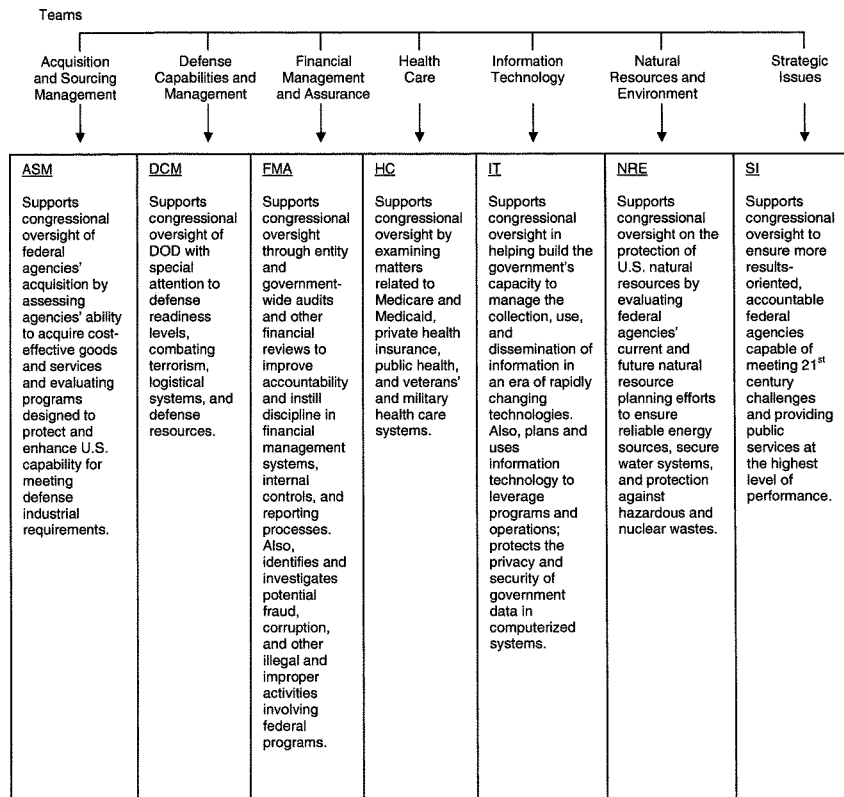 Teams
Acquisition
and Sourcing
Management
Defense
Capabilities and
Management
Financial
Management
and Assurance
Health
Care
Information
Technology
Natural
Resources and
Environment
Strategic
Issues
ASM
Supports
congressional
oversight of
federal
agencies'
acquisition by
assessing
agencies' ability
to acquire cost-
effective goods
and services
and evaluating
programs
designed to
protect and
enhance U.S.
capability for
meeting
defense
industrial
requirements.
DCM
Supports
congressional
oversight of
DOD with
special
attention to
defense
readiness
levels,
combating
terrorism,
logistical
systems, and
defense
resources.
FMA
Supports
congressional
oversight
through entity
and
government-
wide audits
and other
financial
reviews to
improve
accountability
and instill
discipline in
financial
management
systems,
internal
controls, and
reporting
processes.
Also,
identifies and
investigates
potential
fraud,
corruption,
and other
illegal and
improper
activities
involving
federal
programs.
HC
Supports
congressional
oversight by
examining
matters
related to
Medicare and
Medicaid,
private health
insurance,
public health,
and veterans'
and military
health care
systems.
IT
Supports
congressional
oversight in
helping build the
government's
capacity to
manage the
collection, use,
and
dissemination of
information in
an era of rapidly
changing
technologies.
Also, plans and
uses
information
technology to
leverage
programs and
operations;
protects the
privacy and
security of
government
data in
computerized
systems.
NRE
Supports
congressional
oversight on the
protection of
U.S. natural
resources by
evaluating
federal
agencies'
current and
future natural
resource
planning efforts
to ensure
reliable energy
sources, secure
water systems,
and protection
against
hazardous and
nuclear wastes.
SI
Supports
congressional
oversight to
ensure more
results-
oriented,
accountable
federal
agencies
capable of
meeting 21st
century
challenges
and providing
public
services at
the highest
level of
performance.